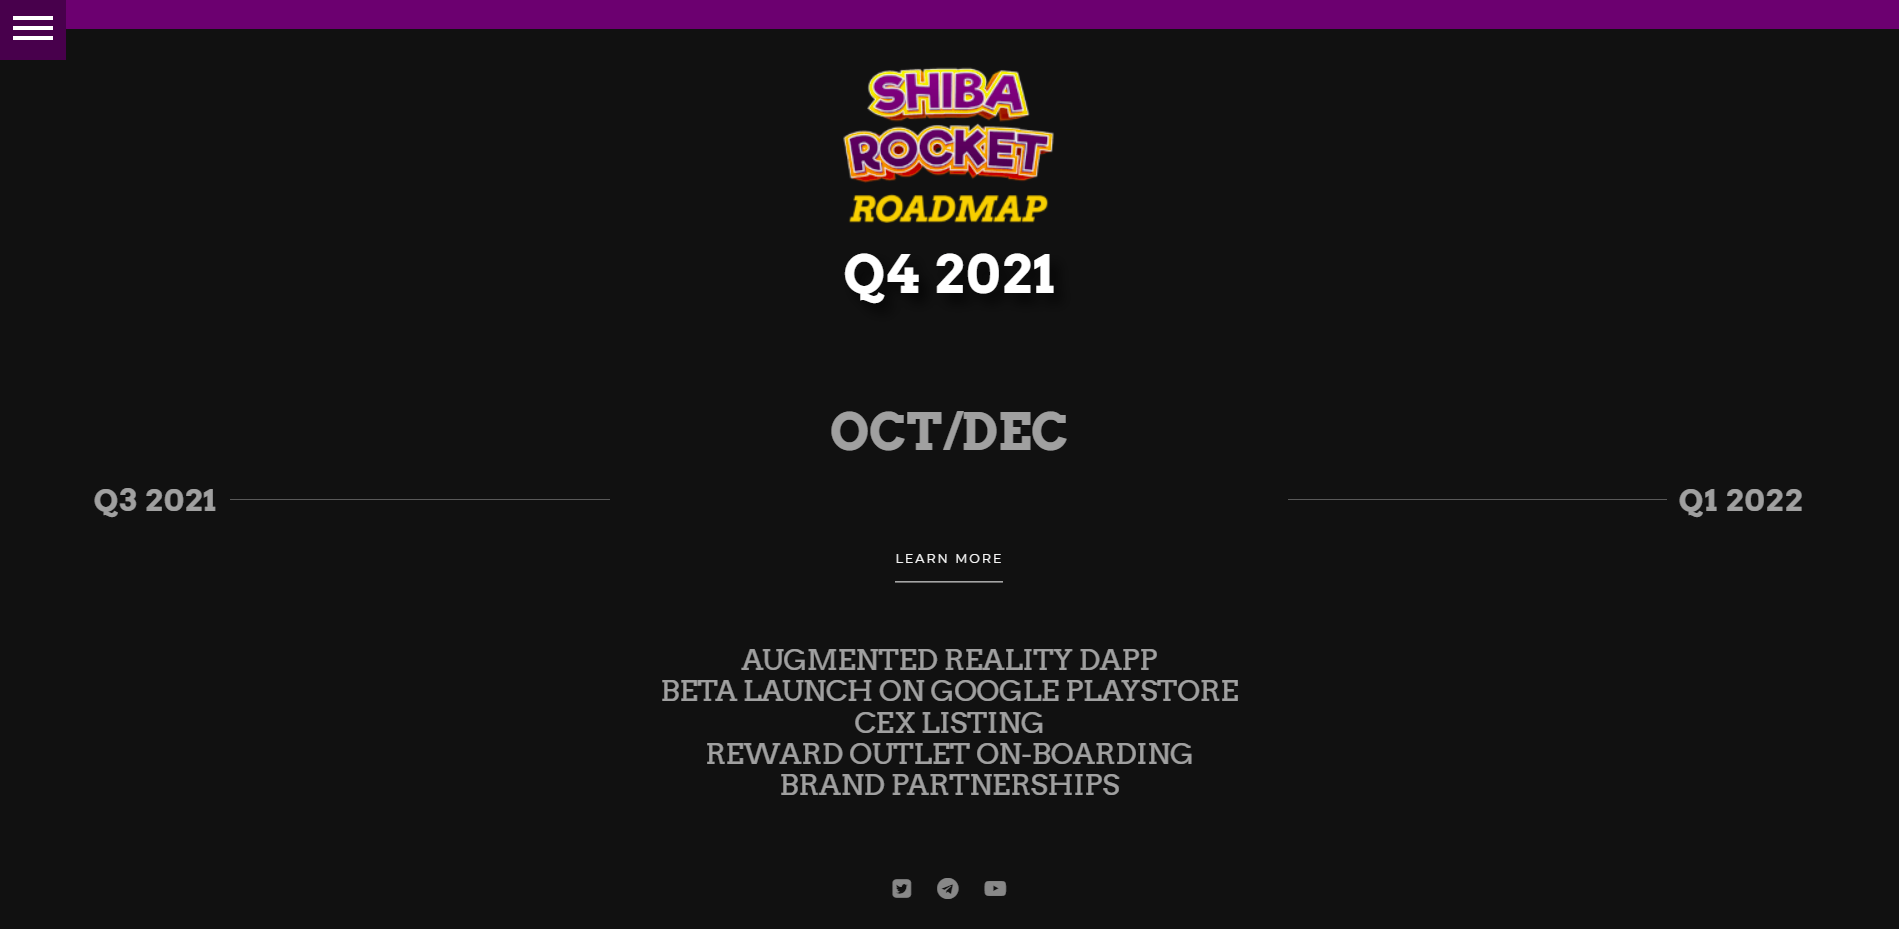 SHIBA
ROCKET
ROADMAP
Q4 2021
OCT/DEC
Q3 2021
Q1 2022
LEARN MORE
AUGMENTED REALITY DAPP
BETA LAUNCH ON GOOGLE PLAYSTORE
CEX LISTING
REWARD OUTLET ON-BOARDING
BRAND PARTNERSHIPS